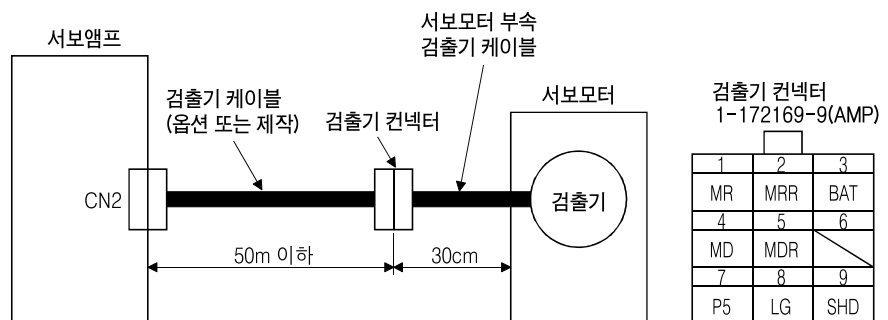 서보앰프
서보모터 부속
검출기 케이블
검출기 케이블
(옵션 또는 제작)
검출기 컨넥터
서보모터
CN2
검출기
50m 이하
30cm
검출기 컨넥터
1-172169-9(AMP)
1 2 3
MR MRR BAT
4 5 6
MD MDR
7 8 9
P5 LG SHD